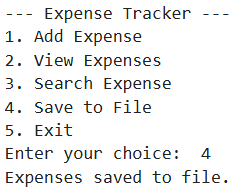 --- Expense Tracker ---
1. Add Expense
2. View Expenses
3. Search Expense
4. Save to File
5. Exit
Enter your choice:  4
Expenses saved to file.